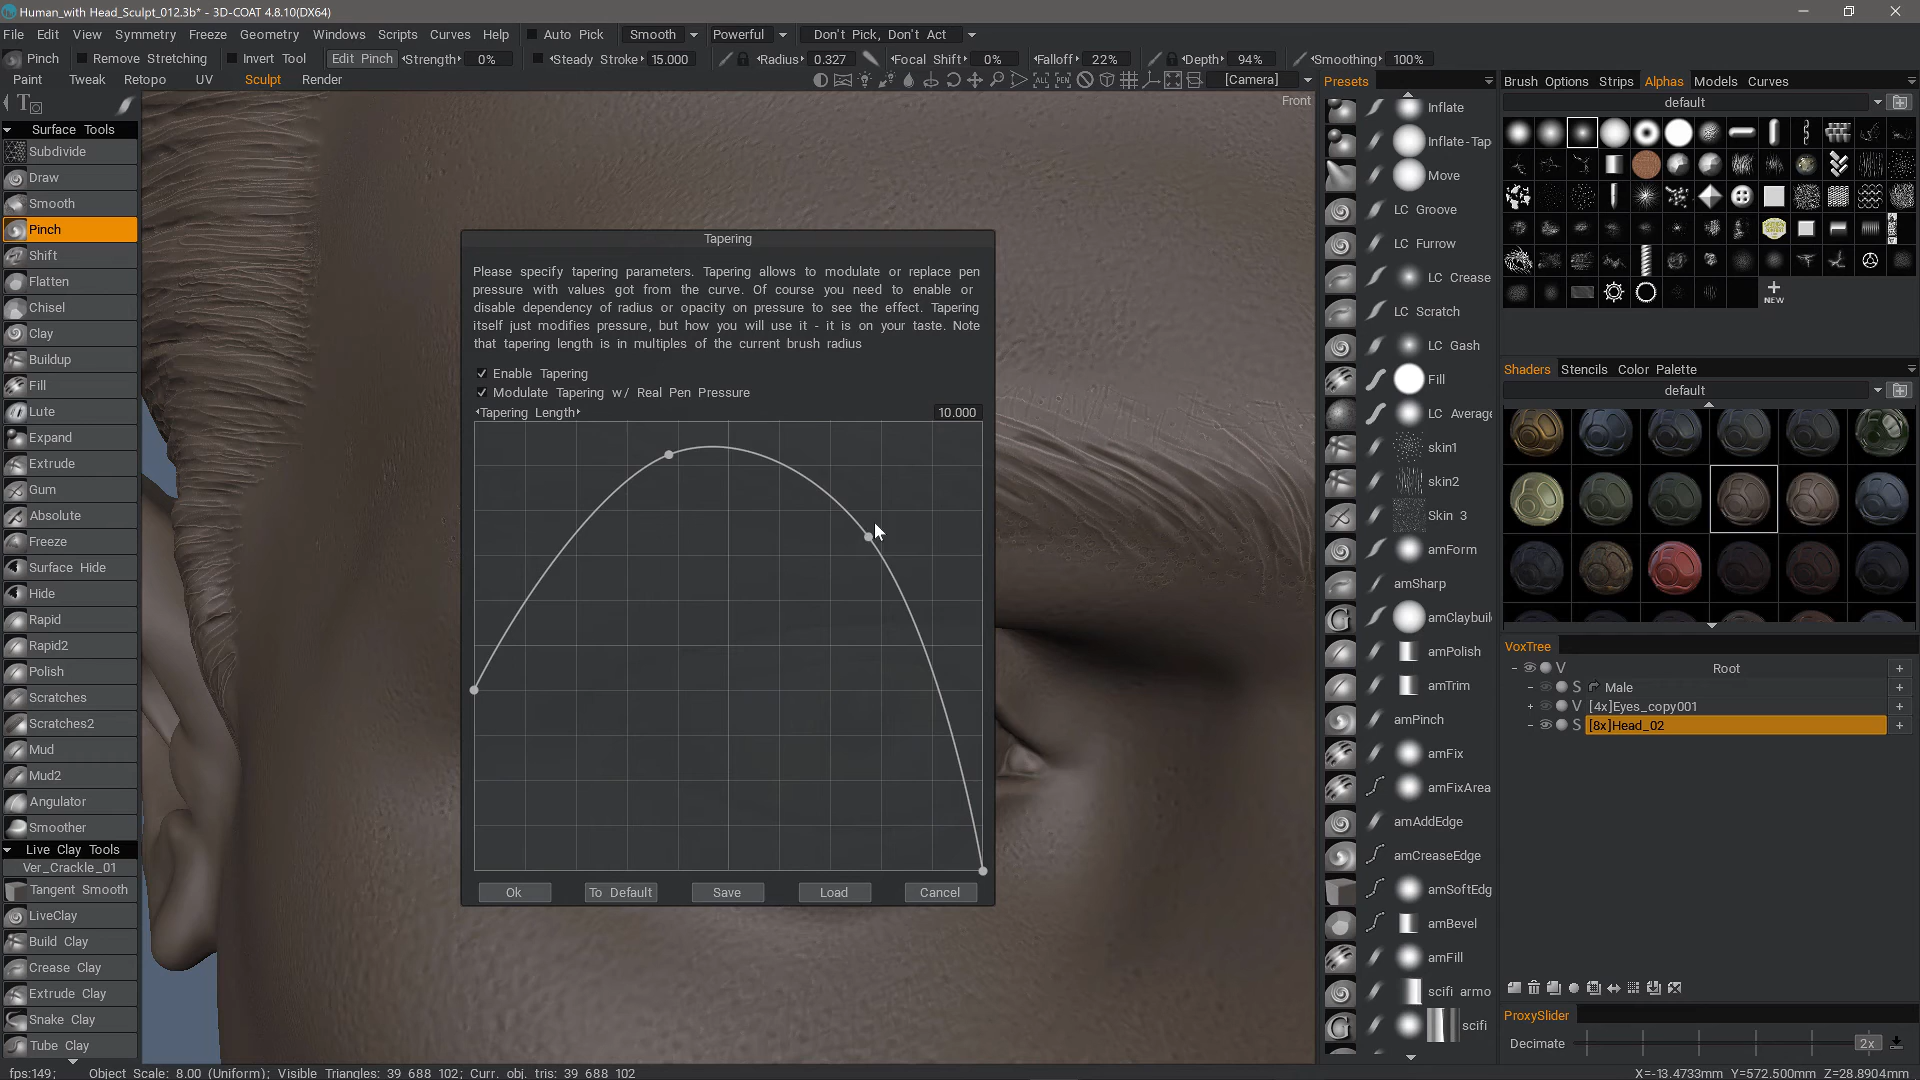 Human_with Head_Sculpt_012.3b* - 3D-COAT 4.8.10(DX64)
File Edit View Symmetry Freeze Geometry Windows Scripts Curves Help Auto Pick Smooth Powerful Don't Pick, Don't Act
Pinch Remove Stretching Invert Tool Edit Pinch Strength 0% Steady Stroke 15.000 Radius 0.327 Focal Shift 0% Falloff 22% Depth 94% Smoothing 100%
Paint Tweak Retopo UV Sculpt Render [Camera]
Front
Surface Tools
Subdivide
Draw
Smooth
Pinch
Shift
Flatten
Chisel
Clay
Buildup
Fill
Lute
Expand
Extrude
Gum
Absolute
Freeze
Surface Hide
Hide
Rapid
Rapid2
Polish
Scratches
Scratches2
Mud
Mud2
Angulator
Smoother
Live Clay Tools
Ver_Crackle_01
Tangent Smooth
LiveClay
Build Clay
Crease Clay
Extrude Clay
Snake Clay
Tube Clay
Tapering
Please specify tapering parameters. Tapering allows to modulate or replace pen
pressure with values got from the curve. Of course you need to enable or
disable dependency of radius or opacity on pressure to see the effect. Tapering
itself just modifies pressure, but how you will use it - it is on your taste. Note
that tapering length is in multiples of the current brush radius
Enable Tapering
Modulate Tapering w/ Real Pen Pressure
Tapering Length 10.000
Ok To Default Save Load Cancel
Presets
Inflate
Inflate-Tap
Move
LC Groove
LC Furrow
LC Crease
LC Scratch
LC Gash
Fill
LC Average
skin1
skin2
Skin 3
amForm
amSharp
amClaybuil
amPolish
amTrim
amPinch
amFix
amFixArea
amAddEdge
amCreaseEdge
amSoftEdg
amBevel
amFill
scifi armo
scifi
Brush Options Strips Alphas Models Curves
default
NEW
Shaders Stencils Color Palette
default
VoxTree
V Root +
S Male +
V [4x]Eyes_copy001 +
S [8x]Head_02 +
ProxySlider
Decimate 2x
fps:149; Object Scale: 8.00 (Uniform); Visible Triangles: 39 688 102; Curr. obj. tris: 39 688 102 X=-13.4733mm Y=572.500mm Z=28.8904mm